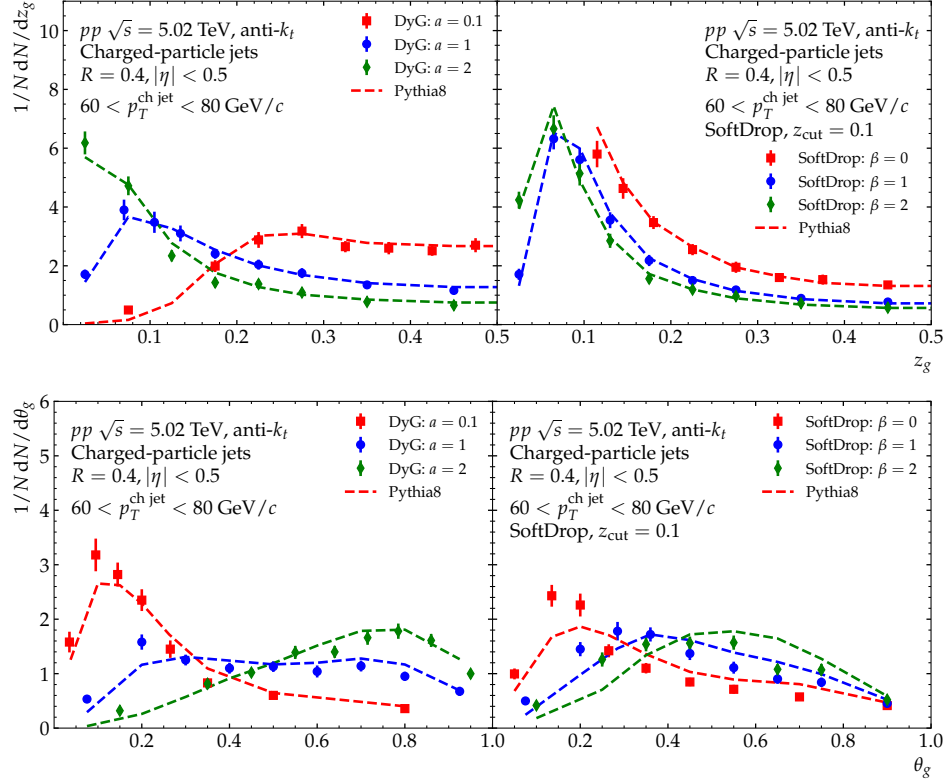 1/N dN/dz_g
10
8
6
4
2
0
pp √s = 5.02 TeV, anti-k_t
Charged-particle jets
R = 0.4, |η| < 0.5
60 < p_T^{ch jet} < 80 GeV/c
DyG: a = 0.1
DyG: a = 1
DyG: a = 2
Pythia8
0.1
0.2
0.3
0.4
0.5
pp √s = 5.02 TeV, anti-k_t
Charged-particle jets
R = 0.4, |η| < 0.5
60 < p_T^{ch jet} < 80 GeV/c
SoftDrop, z_cut = 0.1
SoftDrop: β = 0
SoftDrop: β = 1
SoftDrop: β = 2
Pythia8
0.1
0.2
0.3
0.4
0.5
z_g
1/N dN/dθ_g
6
5
4
3
2
1
0
pp √s = 5.02 TeV, anti-k_t
Charged-particle jets
R = 0.4, |η| < 0.5
60 < p_T^{ch jet} < 80 GeV/c
DyG: a = 0.1
DyG: a = 1
DyG: a = 2
Pythia8
0.2
0.4
0.6
0.8
1.0
pp √s = 5.02 TeV, anti-k_t
Charged-particle jets
R = 0.4, |η| < 0.5
60 < p_T^{ch jet} < 80 GeV/c
SoftDrop, z_cut = 0.1
SoftDrop: β = 0
SoftDrop: β = 1
SoftDrop: β = 2
Pythia8
0.2
0.4
0.6
0.8
1.0
θ_g